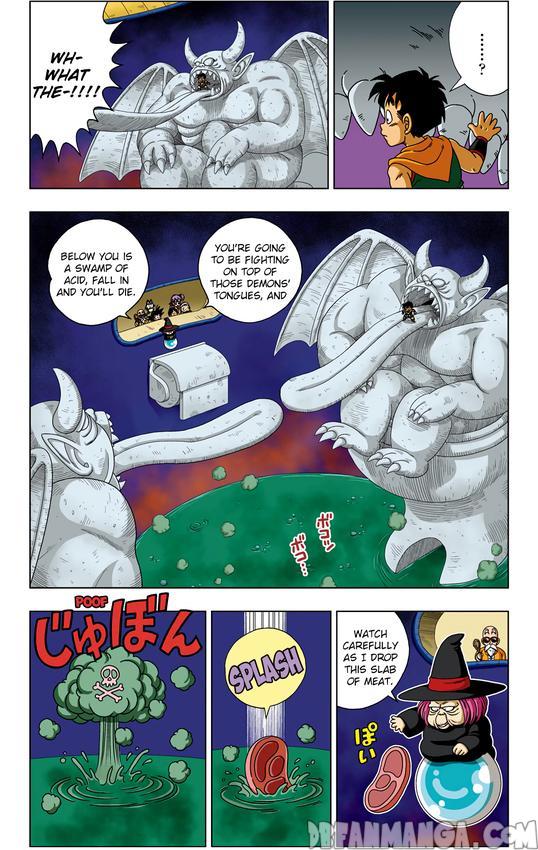 ........?
WH-
WHAT
THE-!!!!
YOU'RE GOING
TO BE FIGHTING
ON TOP OF
THOSE DEMONS'
TONGUES, AND
BELOW YOU IS
A SWAMP OF
ACID, FALL IN
AND YOU'LL DIE.
ボコッ
ボコ…
WATCH
CAREFULLY
AS I DROP
THIS SLAB
OF MEAT.
ぽい
SPLASH
POOF
じゅぼん
DREANMANGA.COM